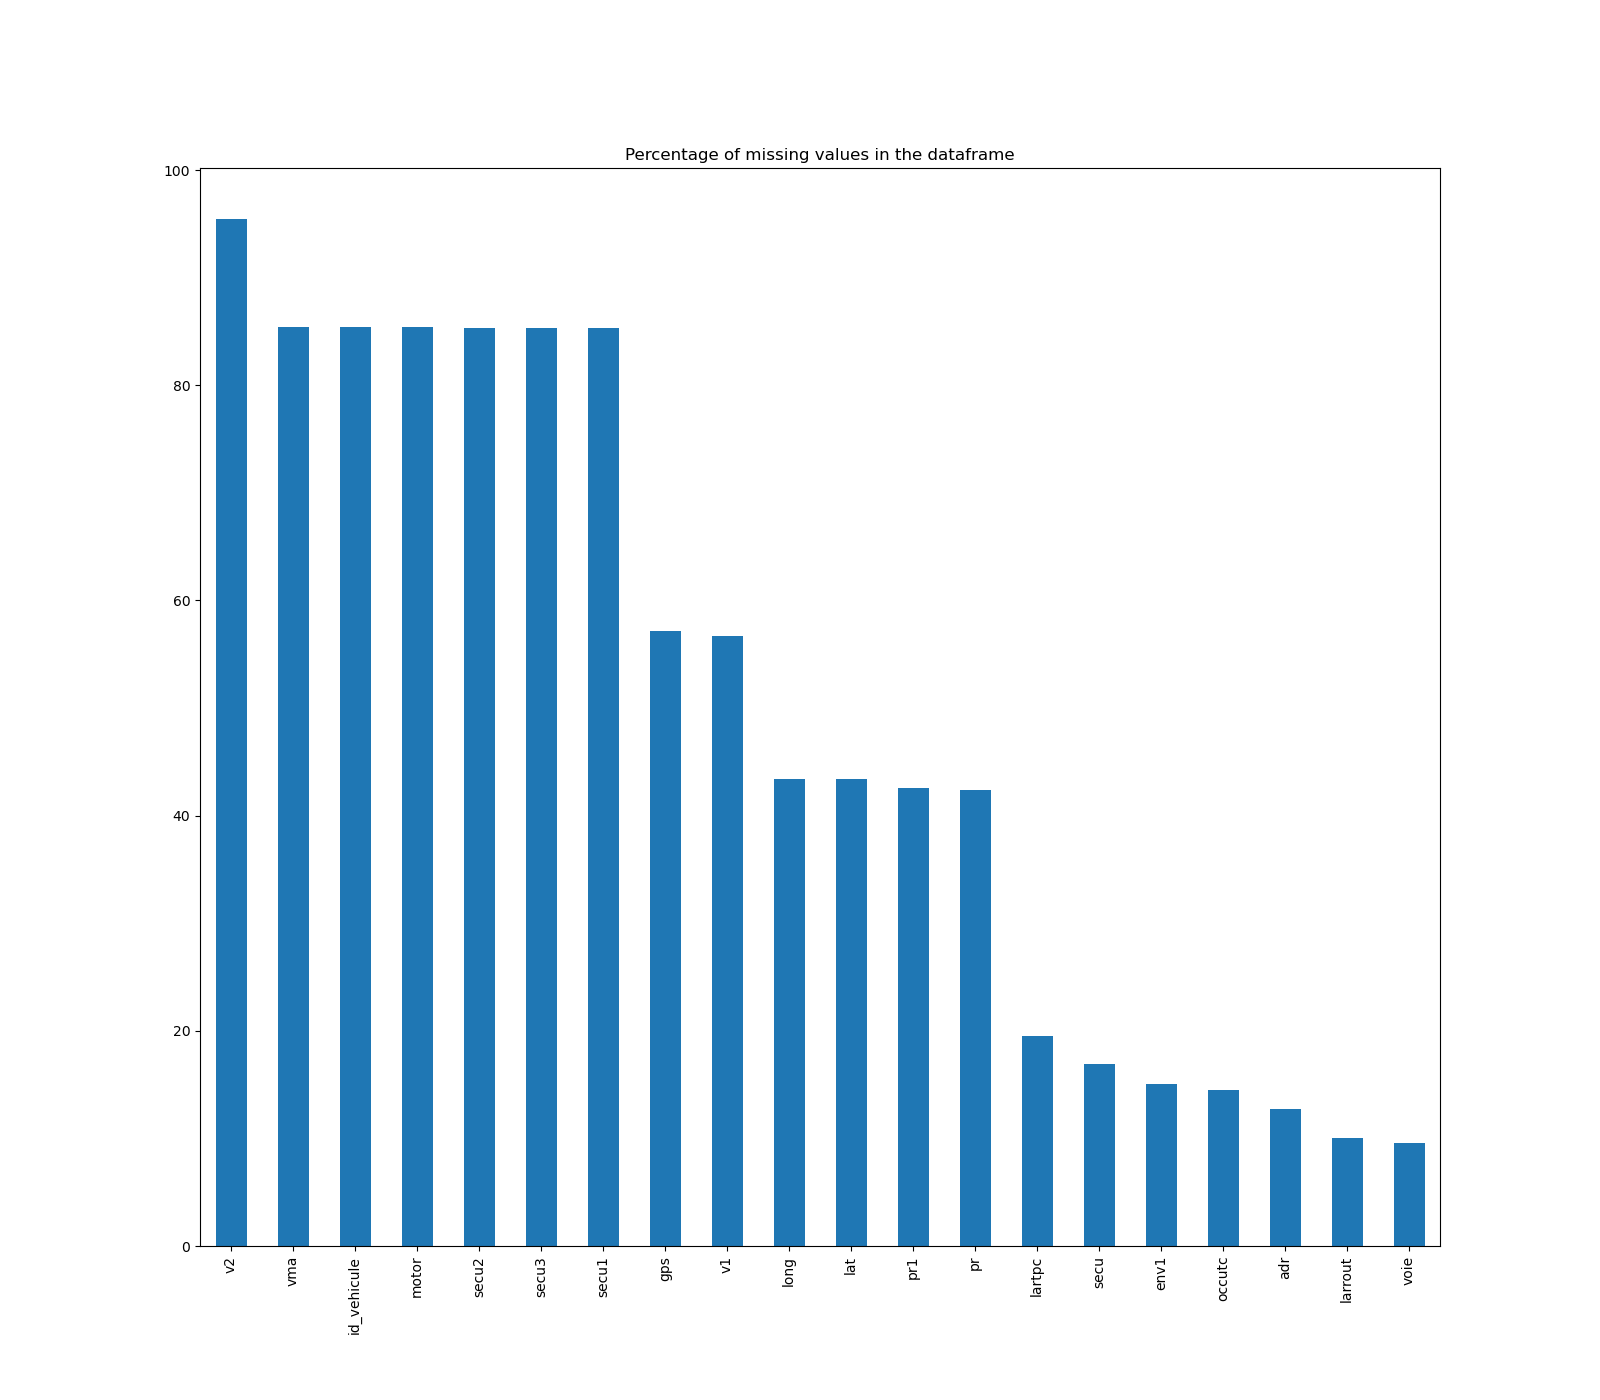 Percentage of missing values in the dataframe
100
80
60
40
20
0
v2
vma
id_vehicule
motor
secu2
secu3
secu1
gps
v1
long
lat
pr1
pr
lartpc
secu
env1
occutc
adr
larrout
voie